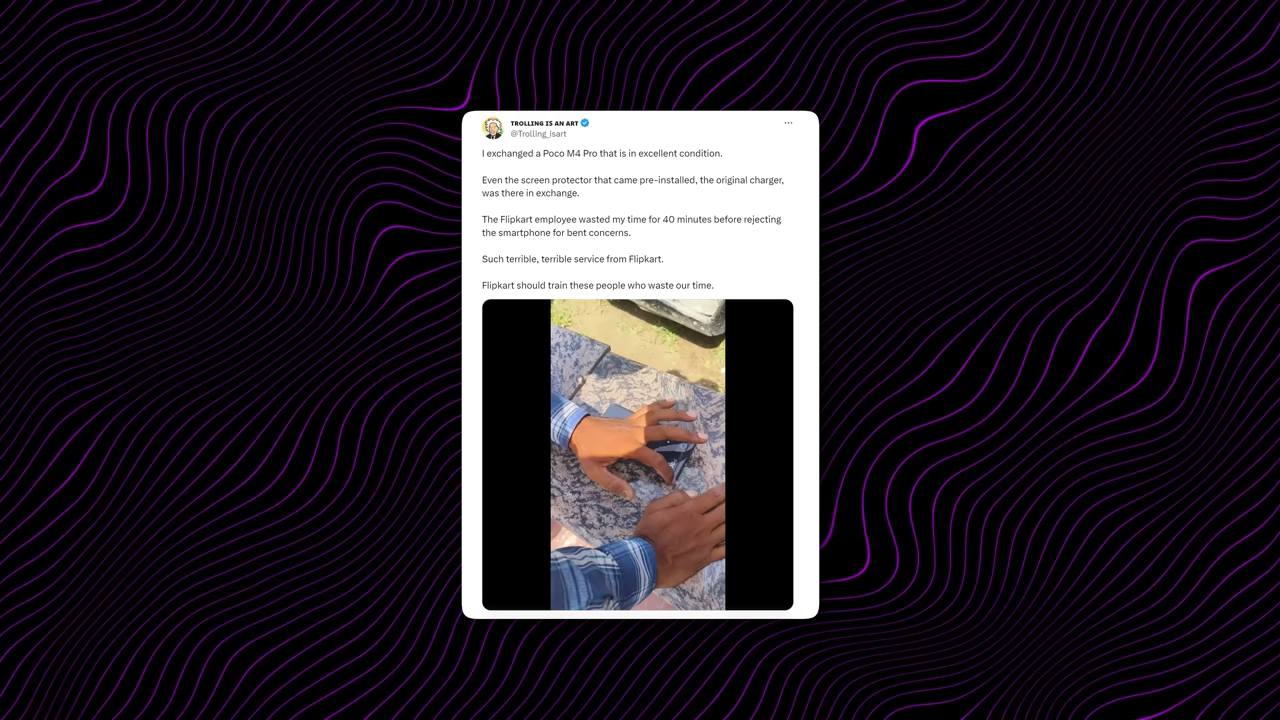 TROLLING IS AN ART
@Trolling_isart
I exchanged a Poco M4 Pro that is in excellent condition.
Even the screen protector that came pre-installed, the original charger,
was there in exchange.
The Flipkart employee wasted my time for 40 minutes before rejecting
the smartphone for bent concerns.
Such terrible, terrible service from Flipkart.
Flipkart should train these people who waste our time.